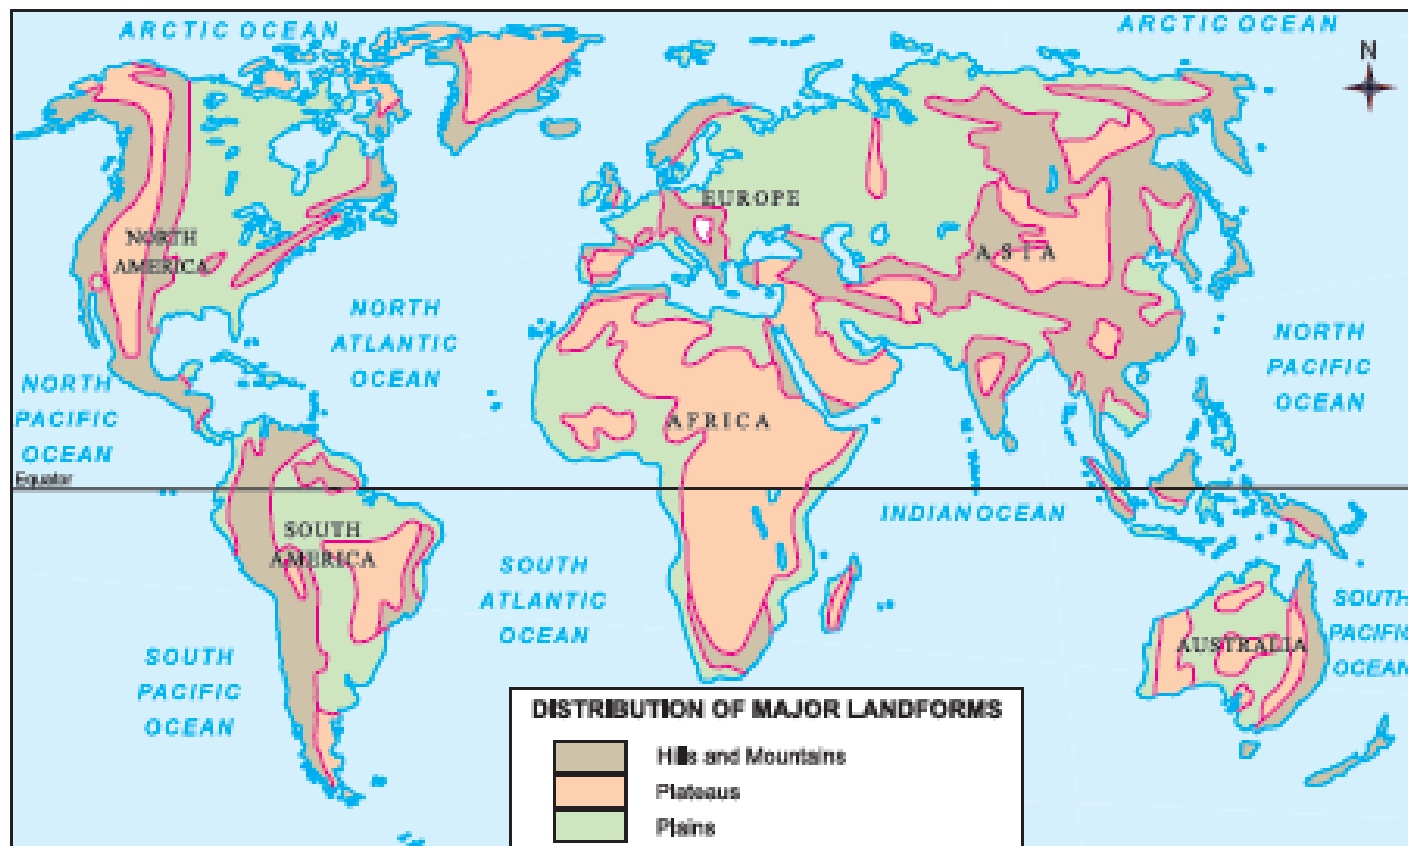 ARCTIC OCEAN
ARCTIC OCEAN
N
EUROPE
NORTH
AMERICA
ASIA
NORTH
ATLANTIC
OCEAN
NORTH
PACIFIC
OCEAN
NORTH
PACIFIC
OCEAN
AFRICA
Equator
INDIAN OCEAN
SOUTH
AMERICA
SOUTH
ATLANTIC
OCEAN
SOUTH
PACIFIC
OCEAN
AUSTRALIA
SOUTH
PACIFIC
OCEAN
DISTRIBUTION OF MAJOR LANDFORMS
Hills and Mountains
Plateaus
Plains